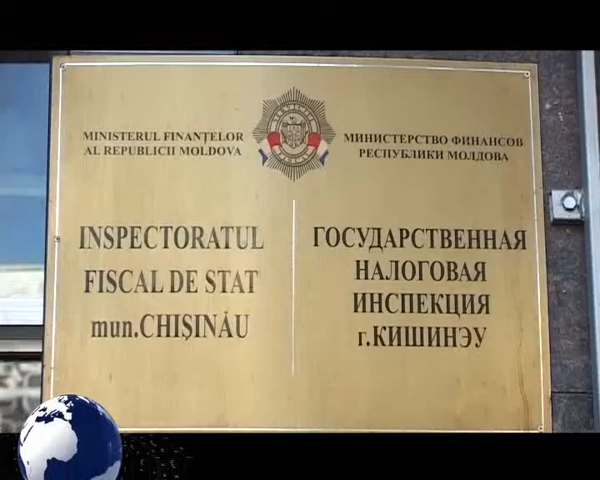 MINISTERUL FINANȚELOR
AL REPUBLICII MOLDOVA
МИНИСТЕРСТВО ФИНАНСОВ
РЕСПУБЛИКИ МОЛДОВА
INSPECTORATUL
FISCAL DE STAT
mun.CHIȘINĂU
ГОСУДАРСТВЕННАЯ
НАЛОГОВАЯ
ИНСПЕКЦИЯ
г.КИШИНЭУ